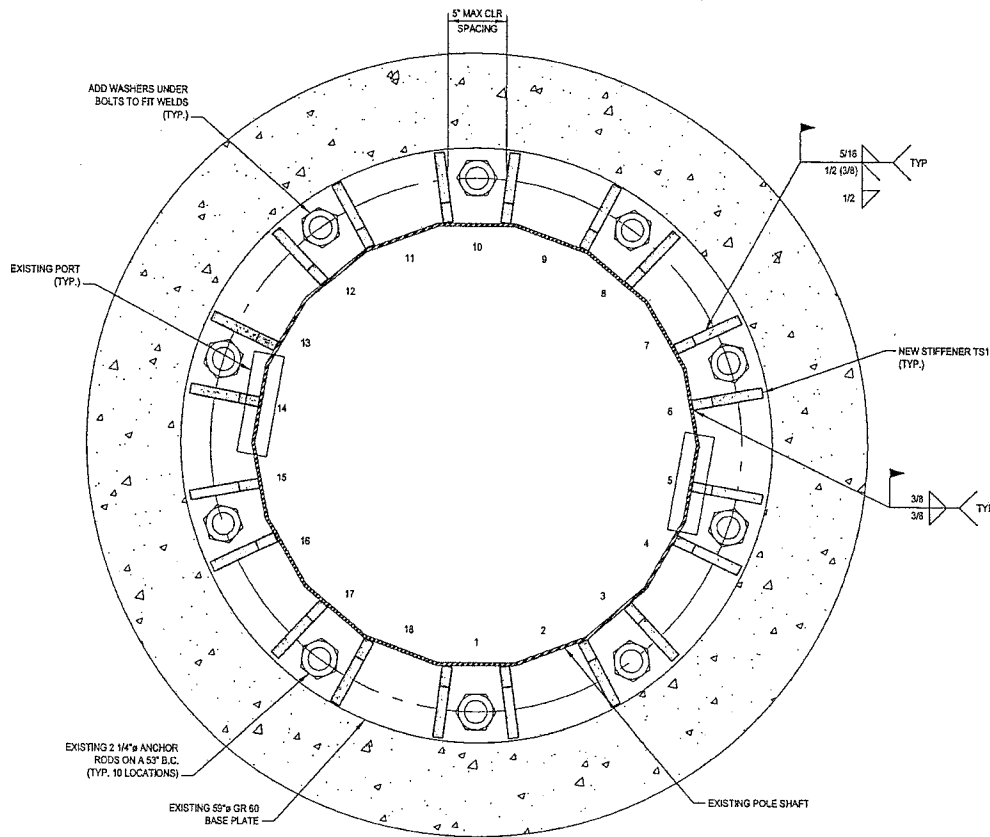 5" MAX CLR
SPACING
ADD WASHERS UNDER
BOLTS TO FIT WELDS
(TYP.)
5/16
1/2 (3/8)
TYP
1/2
EXISTING PORT
(TYP.)
NEW STIFFENER TS1
(TYP.)
10
11
9
12
8
13
7
14
6
15
5
16
4
17
3
18
1
2
3/8
3/8
TYP
EXISTING 2 1/4"ø ANCHOR
RODS ON A 53" B.C.
(TYP. 10 LOCATIONS)
EXISTING 59"ø GR 60
BASE PLATE
EXISTING POLE SHAFT